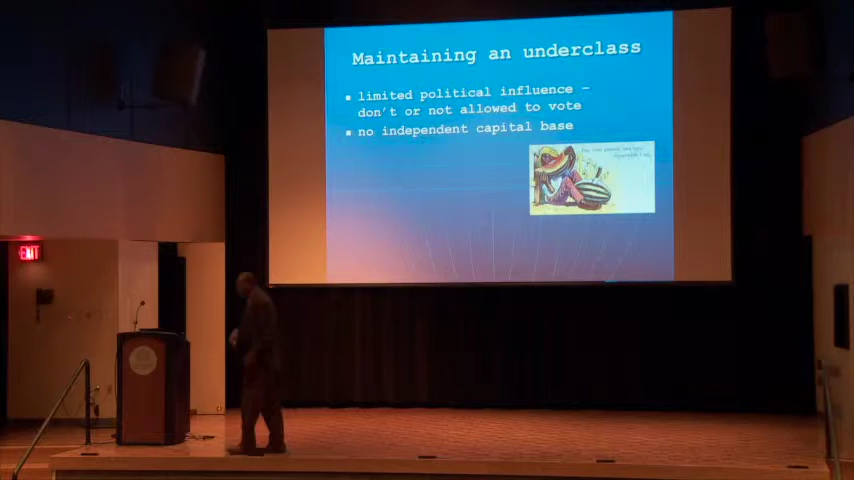 Maintaining an underclass
▪ limited political influence –
don't or not allowed to vote
▪ no independent capital base
EXIT